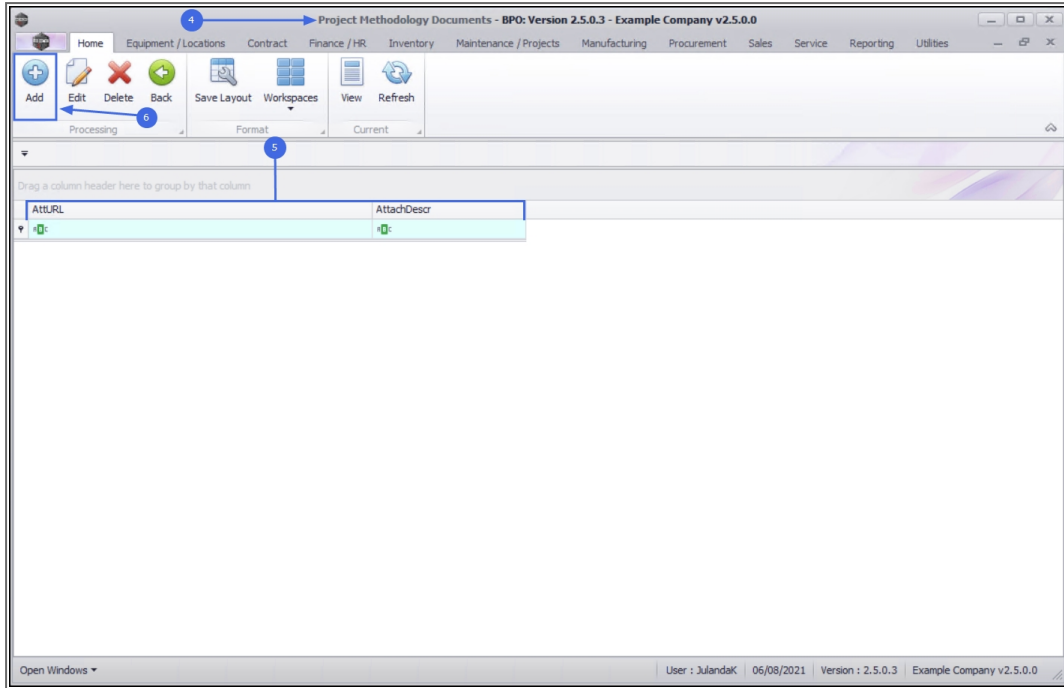 4
Project Methodology Documents - BPO: Version 2.5.0.3 - Example Company v2.5.0.0
Home Equipment / Locations Contract Finance / HR Inventory Maintenance / Projects Manufacturing Procurement Sales Service Reporting Utilities
Add Edit Delete Back Save Layout Workspaces View Refresh
6
Processing Format Current
5
Drag a column header here to group by that column
AttURL AttachDescr
Open Windows User : JulandaK 06/08/2021 Version : 2.5.0.3 Example Company v2.5.0.0